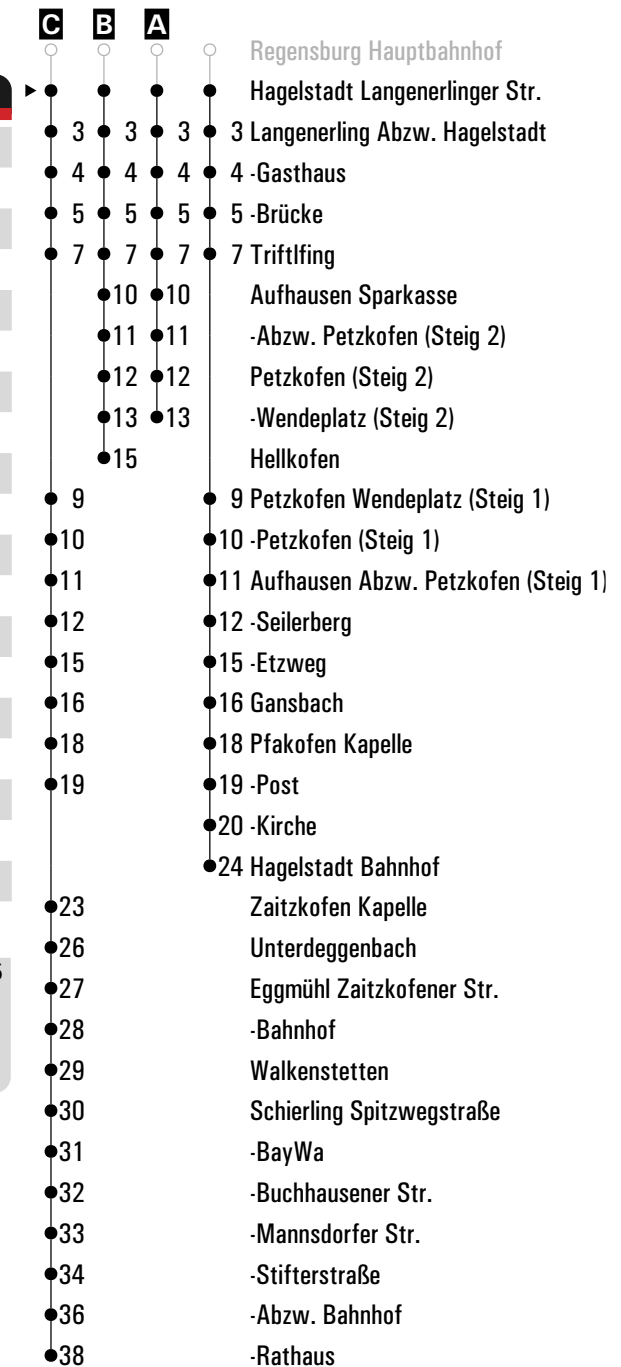 C B A
Regensburg Hauptbahnhof
Hagelstadt Langenerlinger Str.
3 3 3 3 Langenerling Abzw. Hagelstadt
4 4 4 4 -Gasthaus
5 5 5 5 -Brücke
7 7 7 7 Triftlfing
10 10 Aufhausen Sparkasse
11 11 -Abzw. Petzkofen (Steig 2)
12 12 Petzkofen (Steig 2)
13 13 -Wendeplatz (Steig 2)
15 Hellkofen
9 9 Petzkofen Wendeplatz (Steig 1)
10 10 -Petzkofen (Steig 1)
11 11 Aufhausen Abzw. Petzkofen (Steig 1)
12 12 -Seilerberg
15 15 -Etzweg
16 16 Gansbach
18 18 Pfakofen Kapelle
19 19 -Post
20 -Kirche
24 Hagelstadt Bahnhof
23 Zaitzkofen Kapelle
26 Unterdeggenbach
27 Eggmühl Zaitzkofener Str.
28 -Bahnhof
29 Walkenstetten
30 Schierling Spitzwegstraße
31 -BayWa
32 -Buchhausener Str.
33 -Mannsdorfer Str.
34 -Stifterstraße
36 -Abzw. Bahnhof
38 -Rathaus